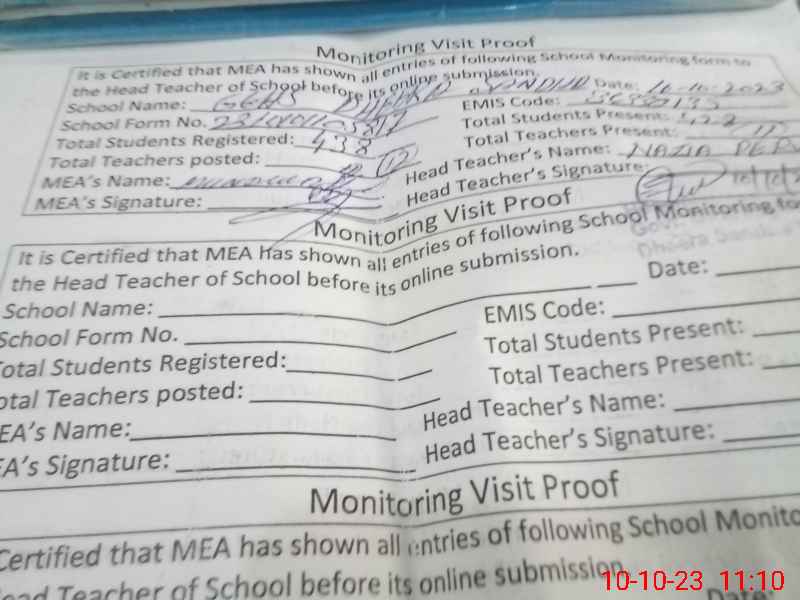 Monitoring Visit Proof
It is Certified that MEA has shown all entries of following School Monitoring form to
the Head Teacher of School before its online submission.
Date: 10-10-2023
School Name: GEHS
EMIS Code:
School Form No.
Total Students Present:
Total Students Registered: 438
Total Teachers Present: 11
Total Teachers posted: 12
Head Teacher's Name: NAZIA
MEA's Name:
Head Teacher's Signature:
MEA's Signature:
Monitoring Visit Proof
It is Certified that MEA has shown all entries of following School Monitoring fo
the Head Teacher of School before its online submission.
Date:
School Name:
EMIS Code:
School Form No.
Total Students Present:
Total Students Registered:
Total Teachers Present:
otal Teachers posted:
Head Teacher's Name:
EA's Name:
Head Teacher's Signature:
EA's Signature:
Monitoring Visit Proof
Certified that MEA has shown all entries of following School Monito
ead Teacher of School before its online submission
Date:
10-10-23 11:10